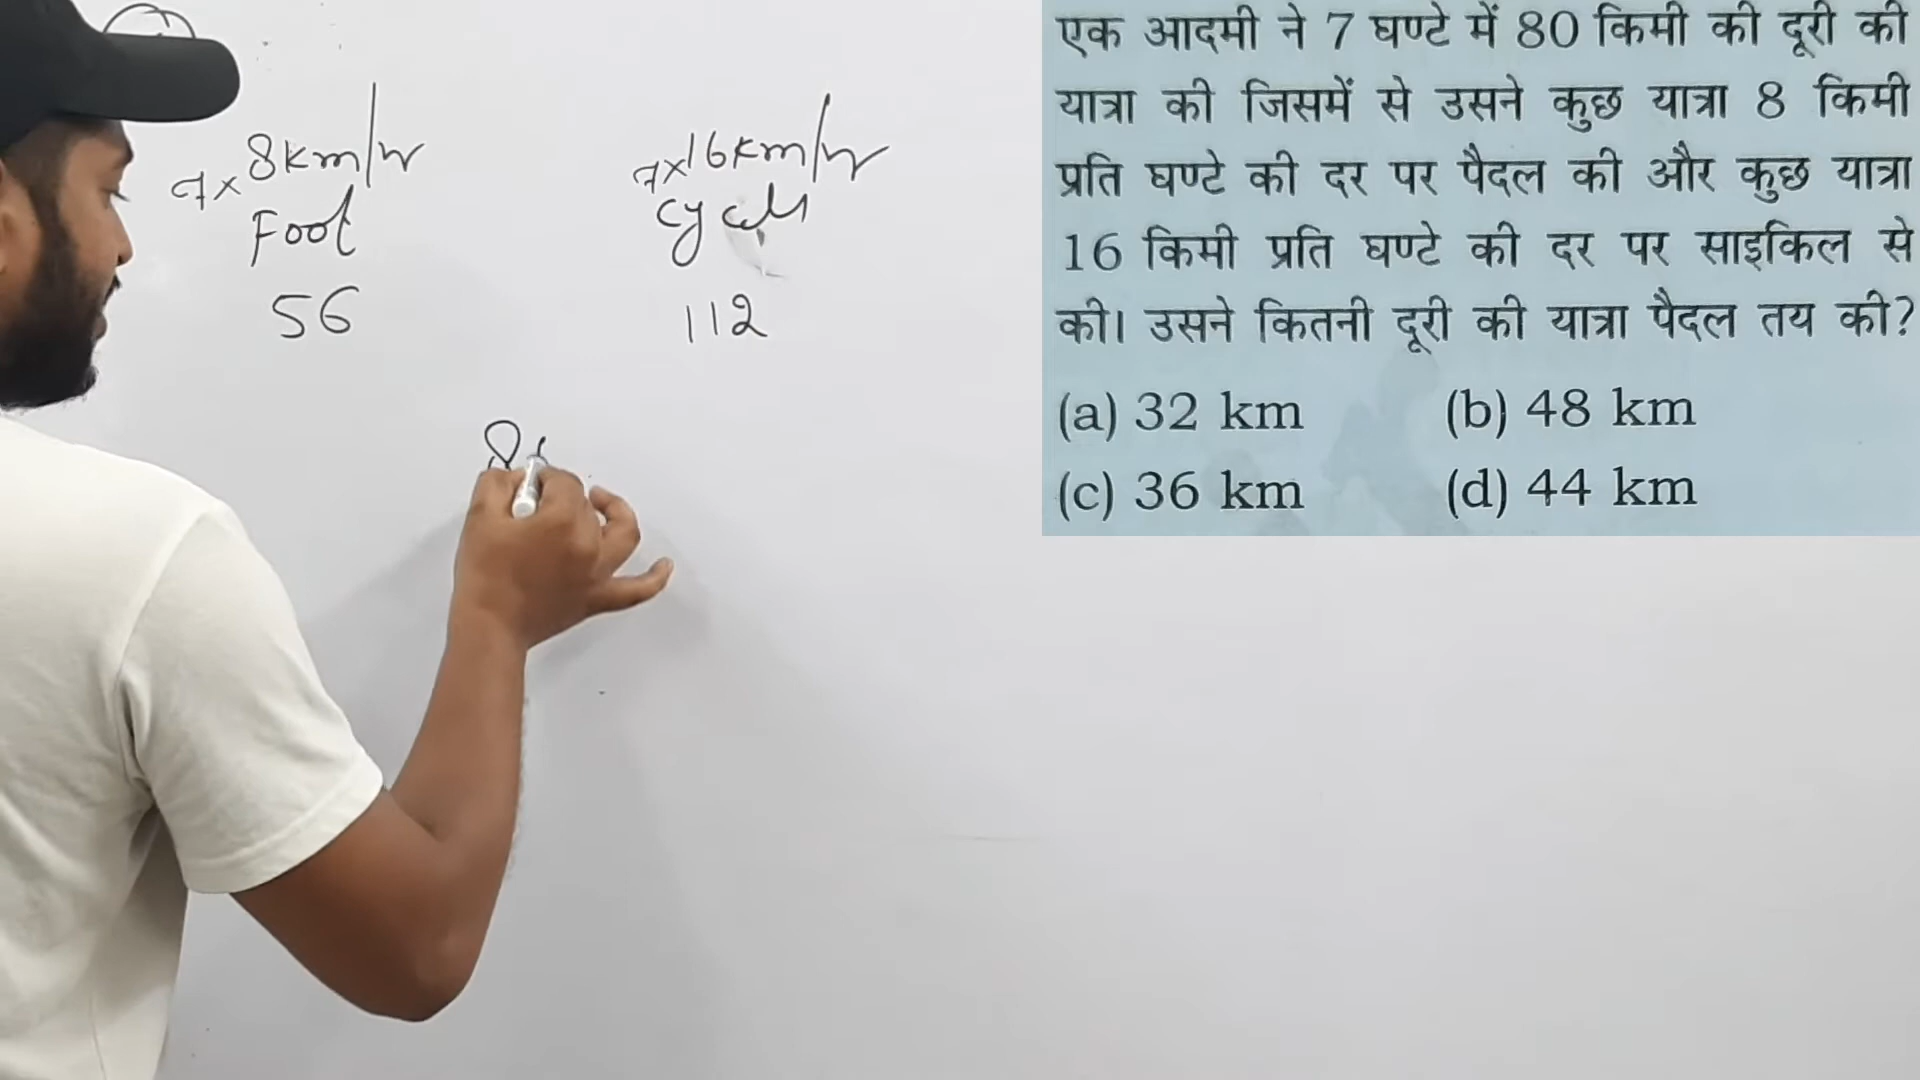 7×8km/hr
Foot
56
7×16km/hr
Cycle
112
8
एक आदमी ने 7 घण्टे में 80 किमी की दूरी की
यात्रा की जिसमें से उसने कुछ यात्रा 8 किमी
प्रति घण्टे की दर पर पैदल की और कुछ यात्रा
16 किमी प्रति घण्टे की दर पर साइकिल से
की। उसने कितनी दूरी की यात्रा पैदल तय की?
(a) 32 km (b) 48 km
(c) 36 km (d) 44 km